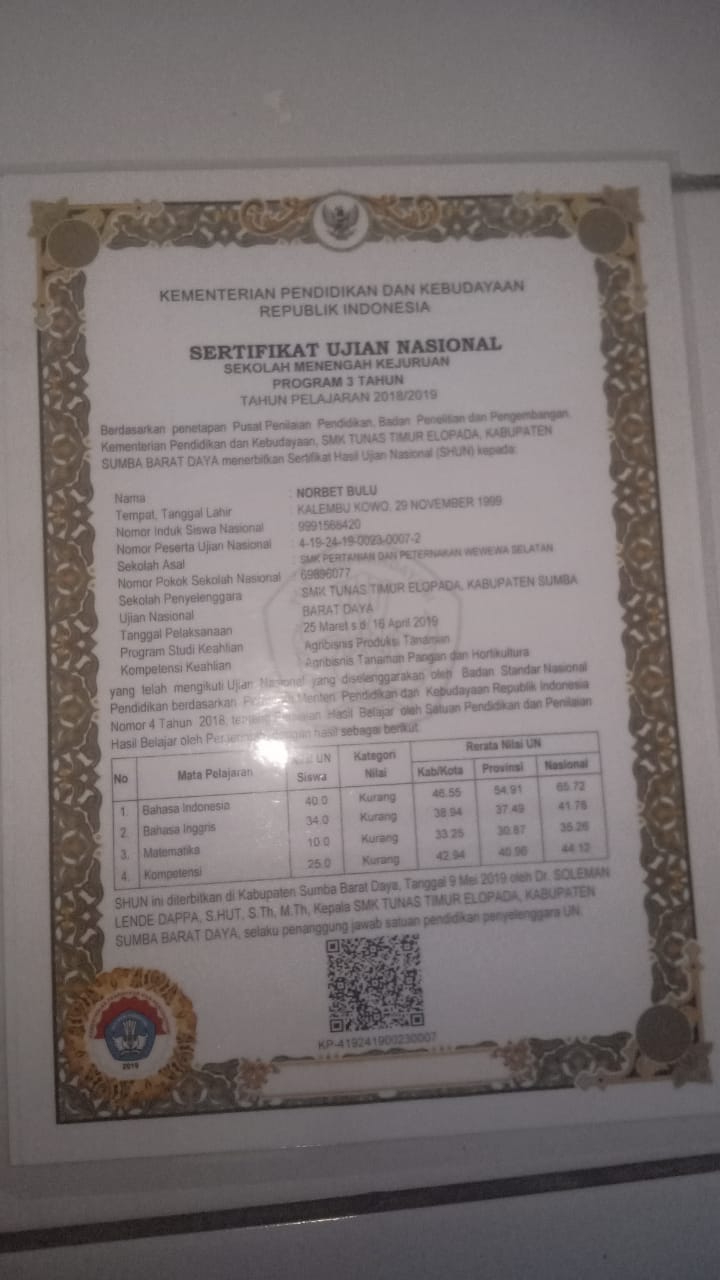 KEMENTERIAN PENDIDIKAN DAN KEBUDAYAAN
REPUBLIK INDONESIA
SERTIFIKAT UJIAN NASIONAL
SEKOLAH MENENGAH KEJURUAN
PROGRAM 3 TAHUN
TAHUN PELAJARAN 2018/2019
Berdasarkan penetapan Pusat Penilaian Pendidikan, Badan Penelitian dan Pengembangan,
Kementerian Pendidikan dan Kebudayaan, SMK TUNAS TIMUR ELOPADA, KABUPATEN
SUMBA BARAT DAYA menerbitkan Sertifikat Hasil Ujian Nasional (SHUN) kepada:
Nama : NORBET BULU
Tempat, Tanggal Lahir : KALEMBU KOWO, 29 NOVEMBER 1999
Nomor Induk Siswa Nasional : 9991568420
Nomor Peserta Ujian Nasional : 4-19-24-19-0023-0007-2
Sekolah Asal : SMK PERTANIAN DAN PETERNAKAN WEWEWA SELATAN
Nomor Pokok Sekolah Nasional : 69896077
Sekolah Penyelenggara : SMK TUNAS TIMUR ELOPADA, KABUPATEN SUMBA
Ujian Nasional BARAT DAYA
Tanggal Pelaksanaan : 25 Maret s.d. 16 April 2019
Program Studi Keahlian : Agribisnis Produksi Tanaman
Kompetensi Keahlian : Agribisnis Tanaman Pangan dan Hortikultura
yang telah mengikuti Ujian Nasional yang diselenggarakan oleh Badan Standar Nasional
Pendidikan berdasarkan Menteri Pendidikan dan Kebudayaan Republik Indonesia
Nomor 4 Tahun 2018, Hasil Belajar oleh Satuan Pendidikan dan Penilaian
Hasil Belajar oleh dengan hasil sebagai berikut:
No Mata Pelajaran UN Siswa Kategori Nilai Rerata Nilai UN
Kab/Kota Provinsi Nasional
1. Bahasa Indonesia 40.0 Kurang 46.55 54.91 65.72
2. Bahasa Inggris 34.0 Kurang 38.94 37.49 41.78
3. Matematika 10.0 Kurang 33.25 30.87 35.26
4. Kompetensi 25.0 Kurang 42.94 40.96 44.12
SHUN ini diterbitkan di Kabupaten Sumba Barat Daya, Tanggal 9 Mei 2019 oleh Dr. SOLEMAN
LENDE DAPPA, S.HUT, S.Th, M.Th, Kepala SMK TUNAS TIMUR ELOPADA, KABUPATEN
SUMBA BARAT DAYA, selaku penanggung jawab satuan pendidikan penyelenggara UN.
KP-419241900230007
2019